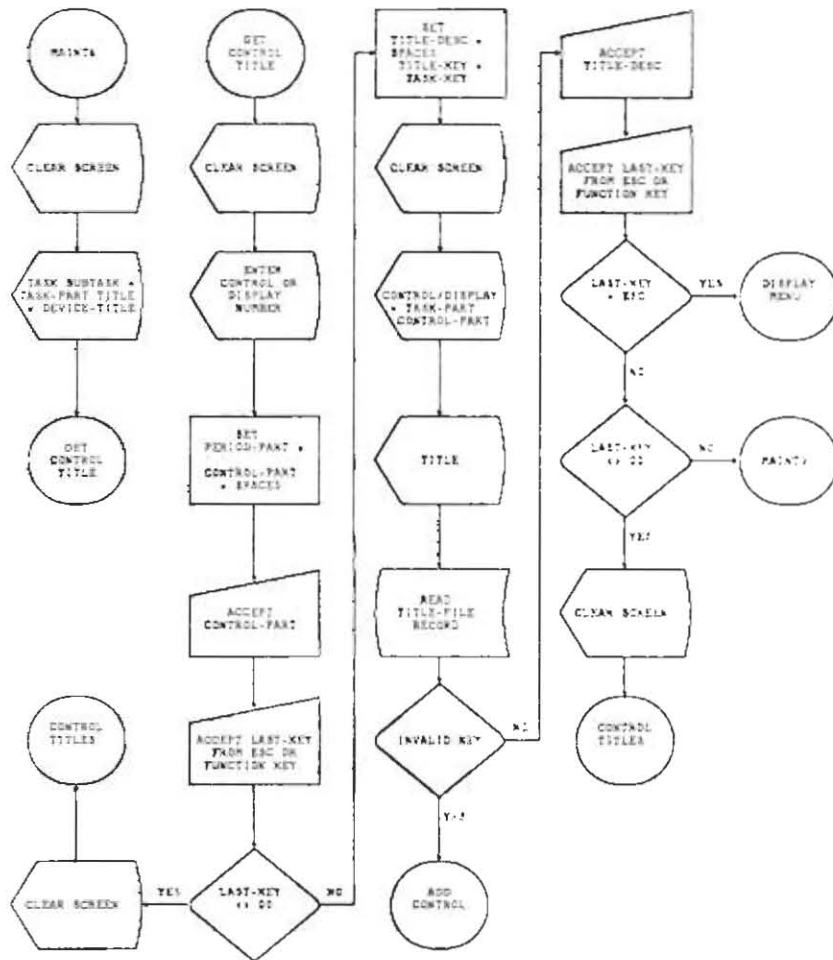 CLEAR SCREEN
TASK SUBTASK
TASK-PART TITLE
DEVICE-TITLE
GET
CONTROL
TITLE
CONTROL
TITLES
CLEAR SCREEN
GET
CONTROL
TITLE
CLEAR SCREEN
ENTER
CONTROL OR
DISPLAY
NUMBER
SET
PERIOD-PART
CONTROL-PART
SPACES
ACCEPT
CONTROL-PART
ACCEPT LAST-KEY
FROM ESC OR
FUNCTION KEY
YES
LAST-KEY
NO
SET
TITLE-DESC
SPACES
TITLE-KEY
TASK-KEY
CLEAR SCREEN
CONTROL/DISPLAY
TASK-PART
CONTROL-PART
TITLE
READ
TITLE-FILE
RECORD
INVALID KEY
NO
YES
ADD
CONTROL
ACCEPT
TITLE-DESC
ACCEPT LAST-KEY
FROM ESC OR
FUNCTION KEY
LAST-KEY
= ESC
YES
DISPLAY
MENU
NO
LAST-KEY
NO
YES
CLEAR SCREEN
CONTROL
TITLES